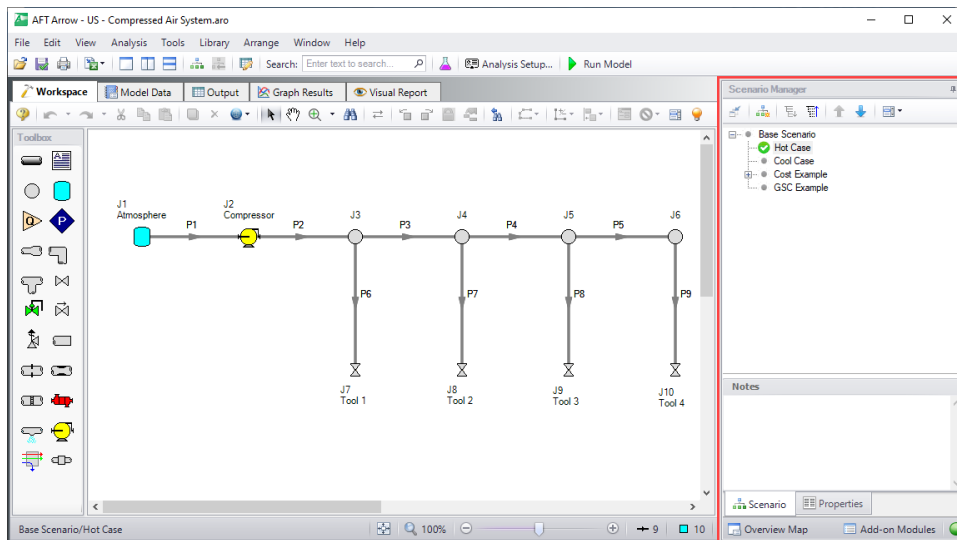 AFT Arrow - US - Compressed Air System.aro
File Edit View Analysis Tools Library Arrange Window Help
Search: Enter text to search... Analysis Setup... Run Model
Workspace Model Data Output Graph Results Visual Report
Scenario Manager
Toolbox
Base Scenario
Hot Case
Cool Case
Cost Example
GSC Example
J1
Atmosphere
J2
Compressor
J3 J4 J5 J6
P1 P2 P3 P4 P5
Q P
P6 P7 P8 P9
J7
Tool 1
J8
Tool 2
J9
Tool 3
J10
Tool 4
Notes
Scenario Properties
Base Scenario/Hot Case 100% 9 10 Overview Map Add-on Modules